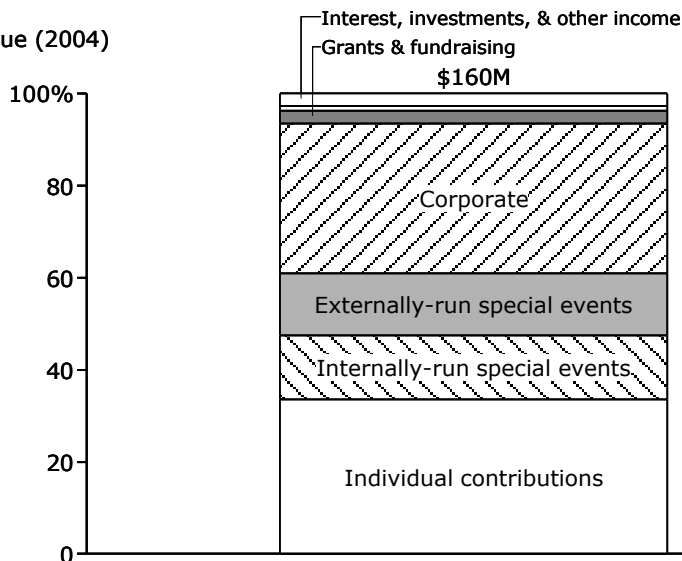 Interest, investments, & other income
ue (2004)
Grants & fundraising
$160M
100%
80
Corporate
60
Externally-run special events
Internally-run special events
40
20
Individual contributions
0